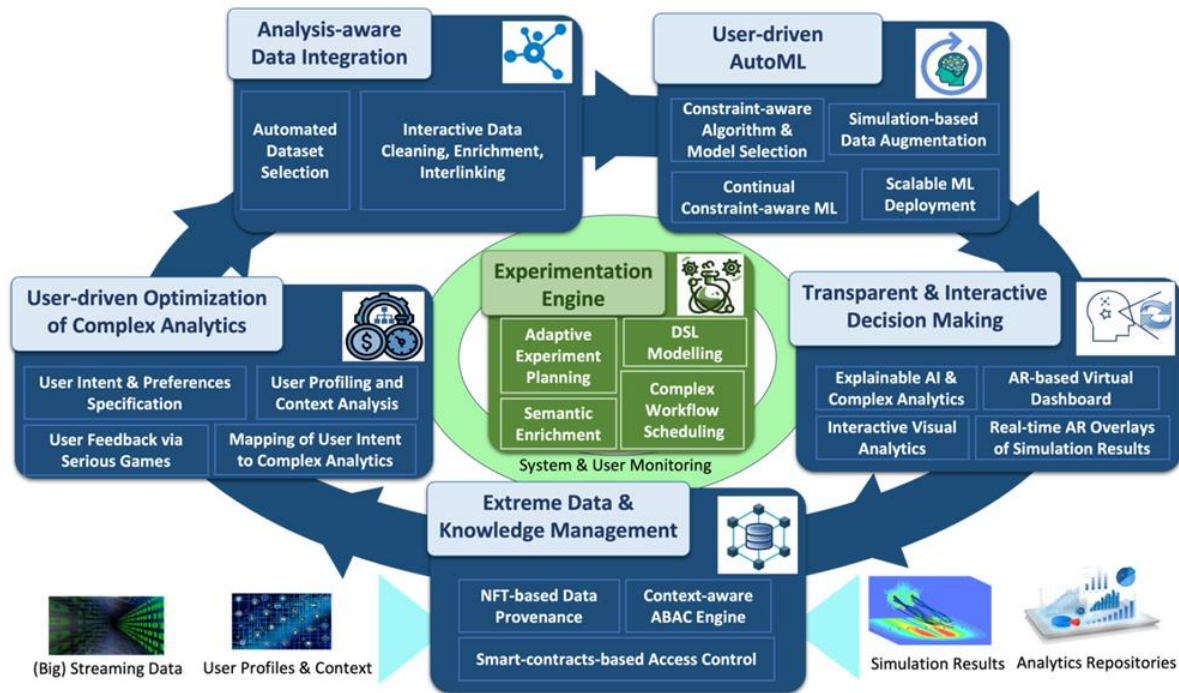 Analysis-aware
Data Integration
Automated
Dataset
Selection
Interactive Data
Cleaning, Enrichment,
Interlinking
User-driven
AutoML
Constraint-aware
Algorithm &
Model Selection
Simulation-based
Data Augmentation
Continual
Constraint-aware ML
Scalable ML
Deployment
User-driven Optimization
of Complex Analytics
User Intent & Preferences
Specification
User Profiling and
Context Analysis
User Feedback via
Serious Games
Mapping of User Intent
to Complex Analytics
Experimentation
Engine
Adaptive
Experiment
Planning
DSL
Modelling
Semantic
Enrichment
Complex
Workflow
Scheduling
System & User Monitoring
Transparent & Interactive
Decision Making
Explainable AI &
Complex Analytics
AR-based Virtual
Dashboard
Interactive Visual
Analytics
Real-time AR Overlays
of Simulation Results
Extreme Data &
Knowledge Management
NFT-based Data
Provenance
Context-aware
ABAC Engine
Smart-contracts-based Access Control
(Big) Streaming Data
User Profiles & Context
Simulation Results
Analytics Repositories